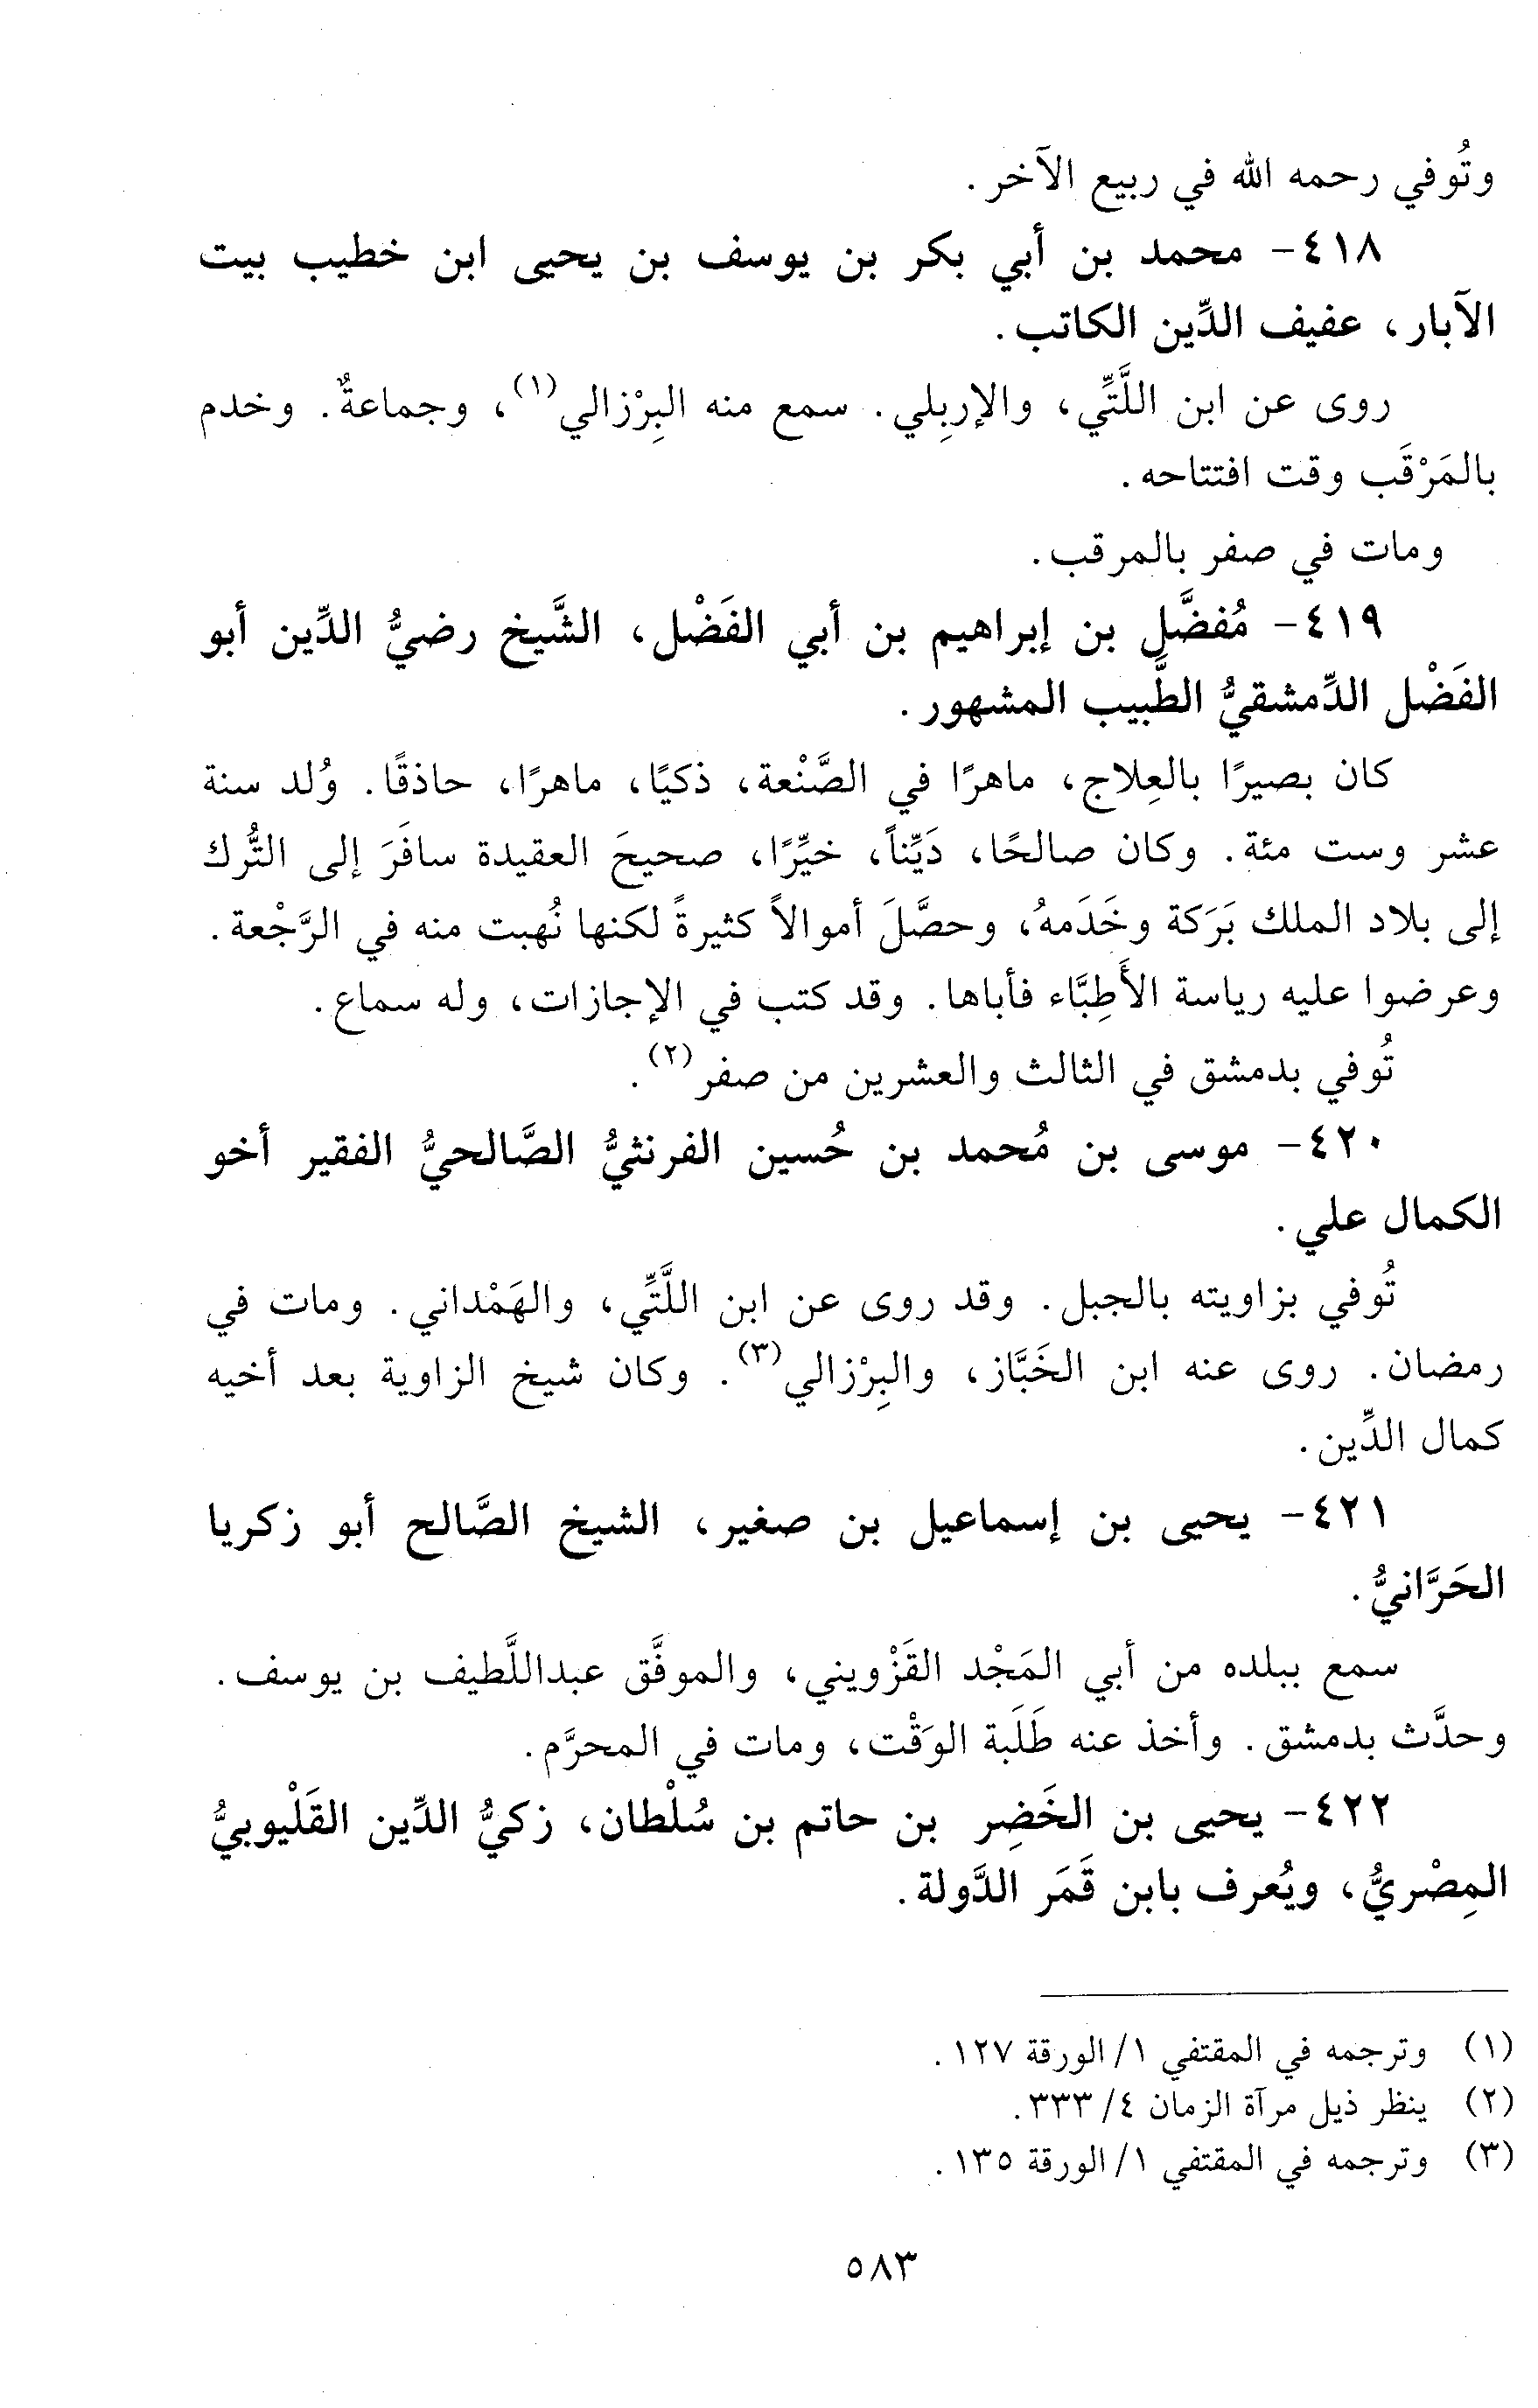 وتُوفي رحمه الله في ربيع الآخر.
٤١٨- محمد بن أبي بكر بن يوسف بن يحيى ابن خطيب بيت
الآبار، عفيف الدِّين الكاتب.
روى عن ابن اللَّتِّي، والإربِلي. سمع منه البِرْزالي(١)، وجماعةٌ. وخدم
بالمَرْقَب وقت افتتاحه.
ومات في صفر بالمرقب.
٤١٩- مُفضَّل بن إبراهيم بن أبي الفَضْل، الشَّيخ رضيُّ الدِّين أبو
الفَضْل الدِّمشقيُّ الطَّبيب المشهور.
كان بصيرًا بالعِلاج، ماهرًا في الصَّنْعة، ذكيًا، ماهرًا، حاذقًا. وُلد سنة
عشر وست مئة. وكان صالحًا، دَيِّناً، خيِّرًا، صحيحَ العقيدة سافَرَ إلى التُّرك
إلى بلاد الملك بَرَكة وخَدَمهُ، وحصَّلَ أموالاً كثيرةً لكنها نُهبت منه في الرَّجْعة.
وعرضوا عليه رياسة الأَطِبَّاء فأباها. وقد كتب في الإجازات، وله سماع.
تُوفي بدمشق في الثالث والعشرين من صفر(٢).
٤٢٠- موسى بن مُحمد بن حُسين الفرنثيُّ الصَّالحيُّ الفقير أخو
الكمال علي.
تُوفي بزاويته بالجبل. وقد روى عن ابن اللَّتِّي، والهَمْداني. ومات في
رمضان. روى عنه ابن الخَبَّاز، والبِرْزالي(٣). وكان شيخ الزاوية بعد أخيه
كمال الدِّين.
٤٢١- يحيى بن إسماعيل بن صغير، الشيخ الصَّالح أبو زكريا
الحَرَّانيُّ.
سمع ببلده من أبي المَجْد القَزْويني، والموفَّق عبداللَّطيف بن يوسف.
وحدَّث بدمشق. وأخذ عنه طَلَبة الوَقْت، ومات في المحرَّم.
٤٢٢- يحيى بن الخَضِر بن حاتم بن سُلْطان، زكيُّ الدِّين القَلْيوبيُّ
المِصْريُّ، ويُعرف بابن قَمَر الدَّولة.
(١) وترجمه في المقتفي ١/ الورقة ١٢٧.
(٢) ينظر ذيل مرآة الزمان ٤/ ٣٣٣.
(٣) وترجمه في المقتفي ١/ الورقة ١٣٥.
٥٨٣